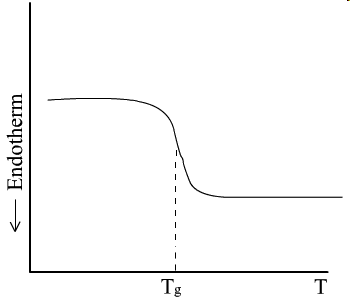 ← Endotherm
Tg
T